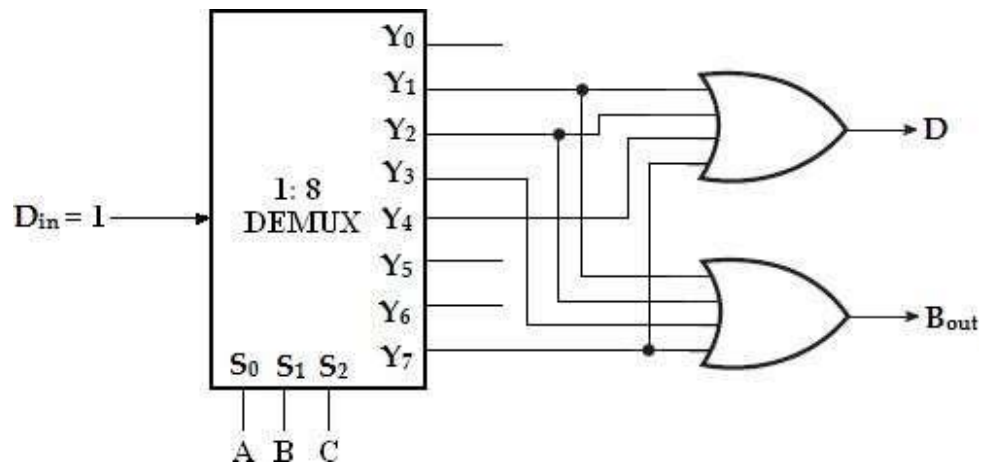 Y0
Y1
Y2
Y3
Y4
Y5
Y6
Y7
Din = 1
1: 8
DEMUX
S0 S1 S2
A B C
D
Bout